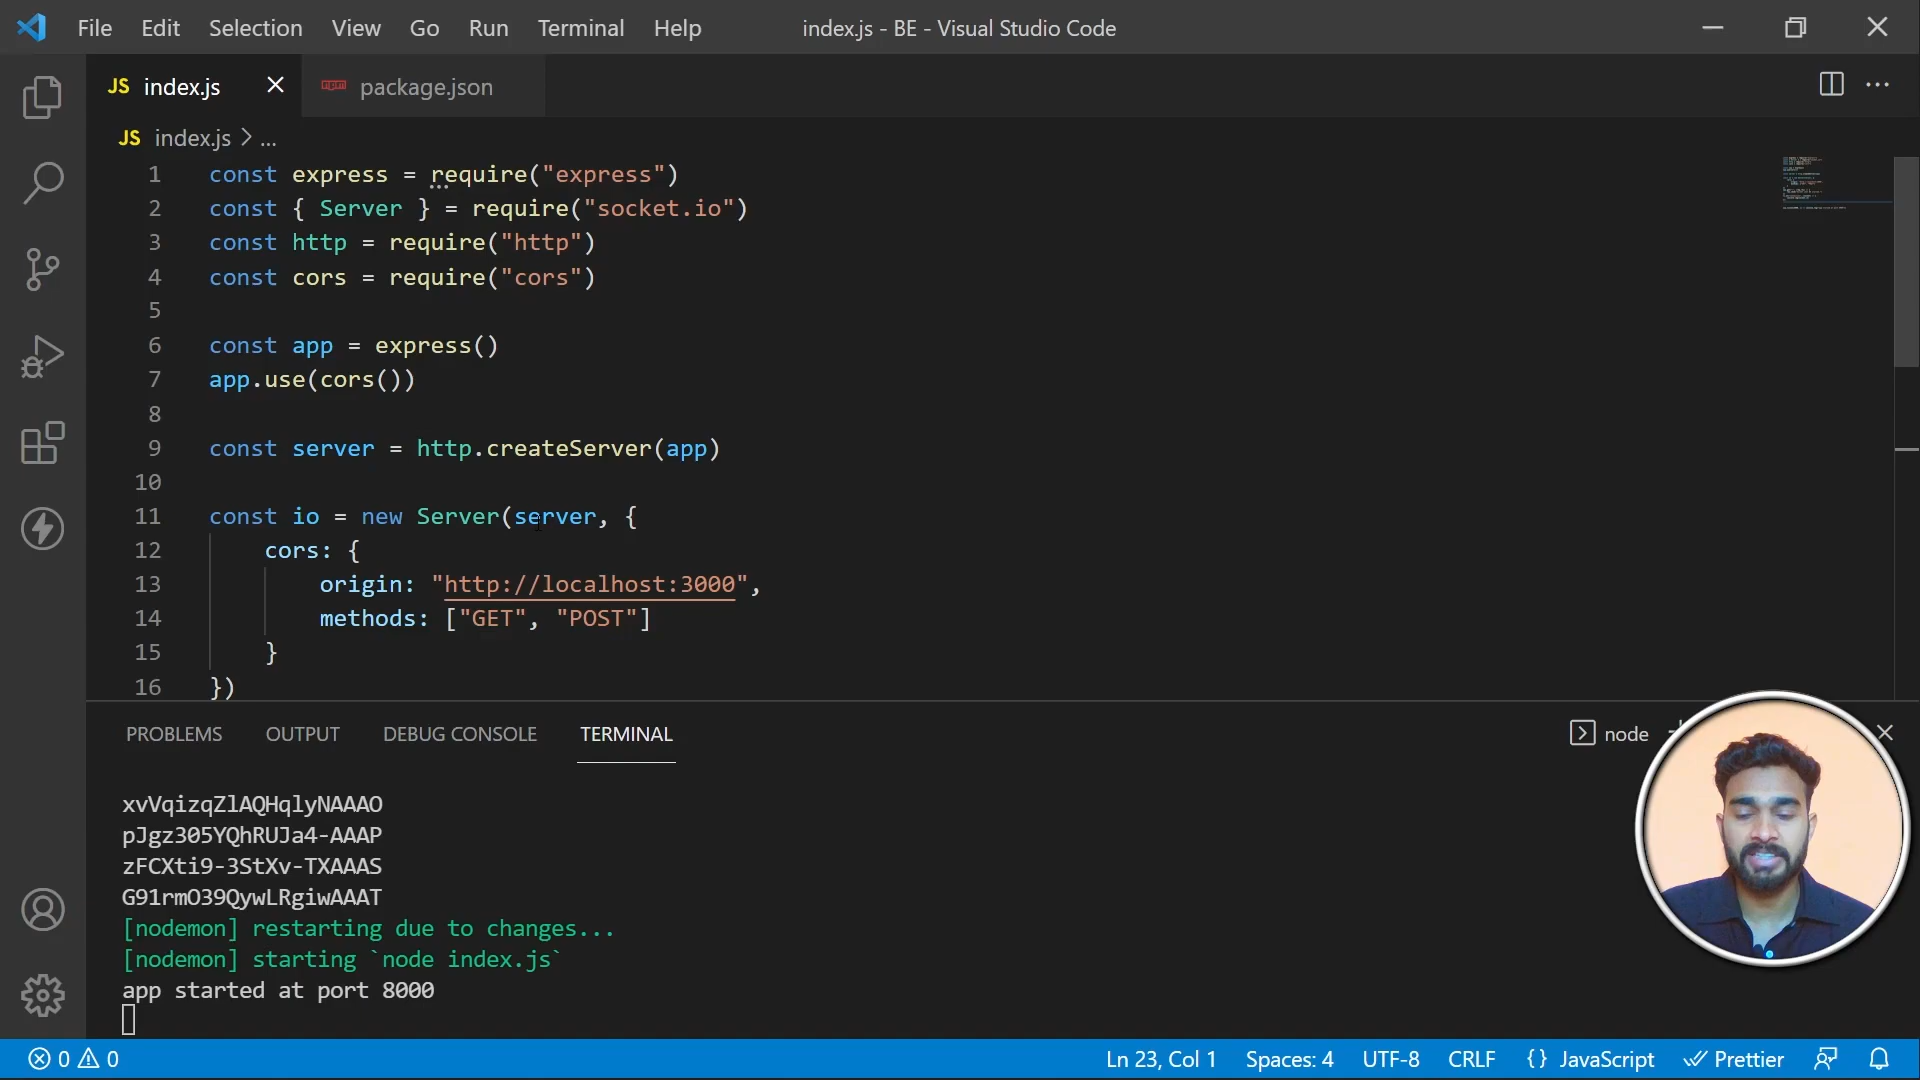 File Edit Selection View Go Run Terminal Help index.js - BE - Visual Studio Code
JS index.js package.json
JS index.js > ...
1 const express = require("express")
2 const { Server } = require("socket.io")
3 const http = require("http")
4 const cors = require("cors")
5
6 const app = express()
7 app.use(cors())
8
9 const server = http.createServer(app)
10
11 const io = new Server(server, {
12 cors: {
13 origin: "http://localhost:3000",
14 methods: ["GET", "POST"]
15 }
16 })
PROBLEMS OUTPUT DEBUG CONSOLE TERMINAL node
xvVqizqZlAQHqlyNAAAO
pJgz305YQhRUJa4-AAAP
zFCXti9-3StXv-TXAAAS
G91rmO39QywLRgiwAAAT
[nodemon] restarting due to changes...
[nodemon] starting `node index.js`
app started at port 8000
0 0 Ln 23, Col 1 Spaces: 4 UTF-8 CRLF {} JavaScript Prettier